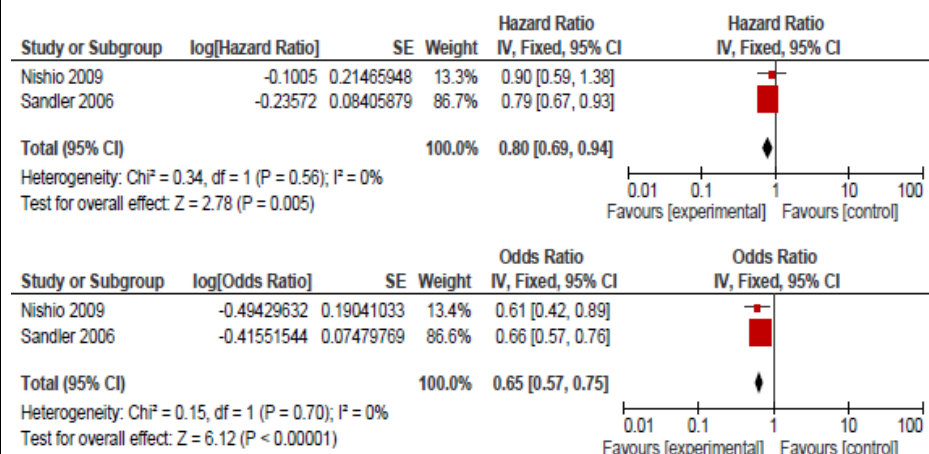 Hazard Ratio Hazard Ratio
Study or Subgroup log[Hazard Ratio] SE Weight IV, Fixed, 95% CI IV, Fixed, 95% CI
Nishio 2009 -0.1005 0.21465948 13.3% 0.90 [0.59, 1.38]
Sandler 2006 -0.23572 0.08405879 86.7% 0.79 [0.67, 0.93]
Total (95% CI) 100.0% 0.80 [0.69, 0.94]
Heterogeneity: Chi² = 0.34, df = 1 (P = 0.56); I² = 0%
Test for overall effect: Z = 2.78 (P = 0.005)
0.01 0.1 1 10 100
Favours [experimental] Favours [control]
Odds Ratio Odds Ratio
Study or Subgroup log[Odds Ratio] SE Weight IV, Fixed, 95% CI IV, Fixed, 95% CI
Nishio 2009 -0.49429632 0.19041033 13.4% 0.61 [0.42, 0.89]
Sandler 2006 -0.41551544 0.07479769 86.6% 0.66 [0.57, 0.76]
Total (95% CI) 100.0% 0.65 [0.57, 0.75]
Heterogeneity: Chi² = 0.15, df = 1 (P = 0.70); I² = 0%
Test for overall effect: Z = 6.12 (P < 0.00001)
0.01 0.1 1 10 100
Favours [experimental] Favours [control]